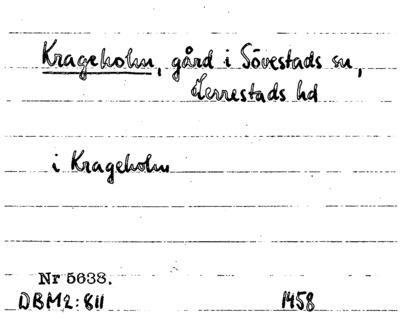 Krageholm, gård i Sövestads sn,
Herrestads hd
i Krageholm
Nr 5638.
DBM2:811 1458